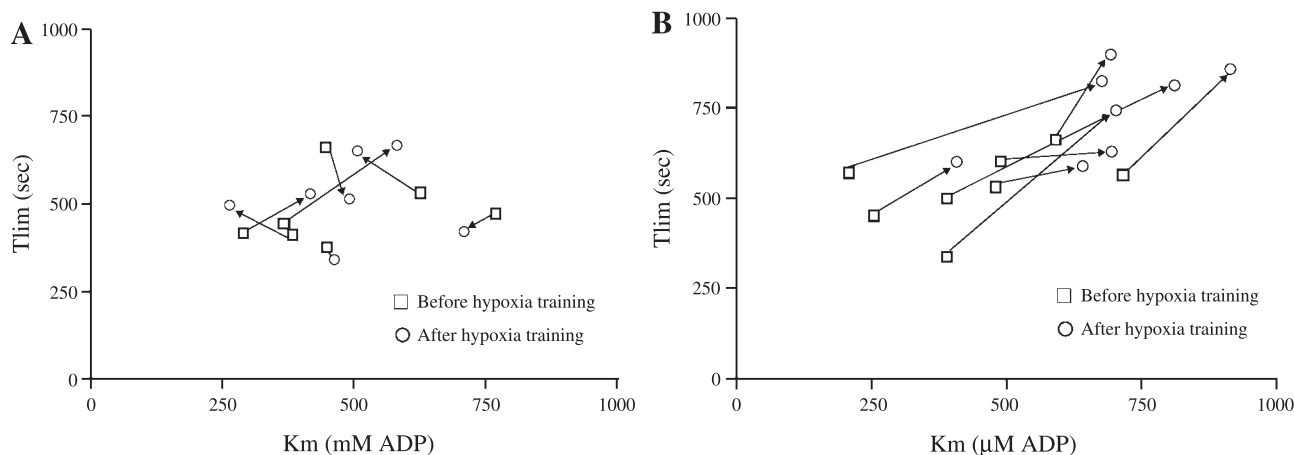 A
1000
750
500
250
0
Tlim (sec)
Before hypoxia training
After hypoxia training
0 250 500 750 1000
Km (mM ADP)
B
1000
750
500
250
0
Tlim (sec)
Before hypoxia training
After hypoxia training
0 250 500 750 1000
Km (μM ADP)